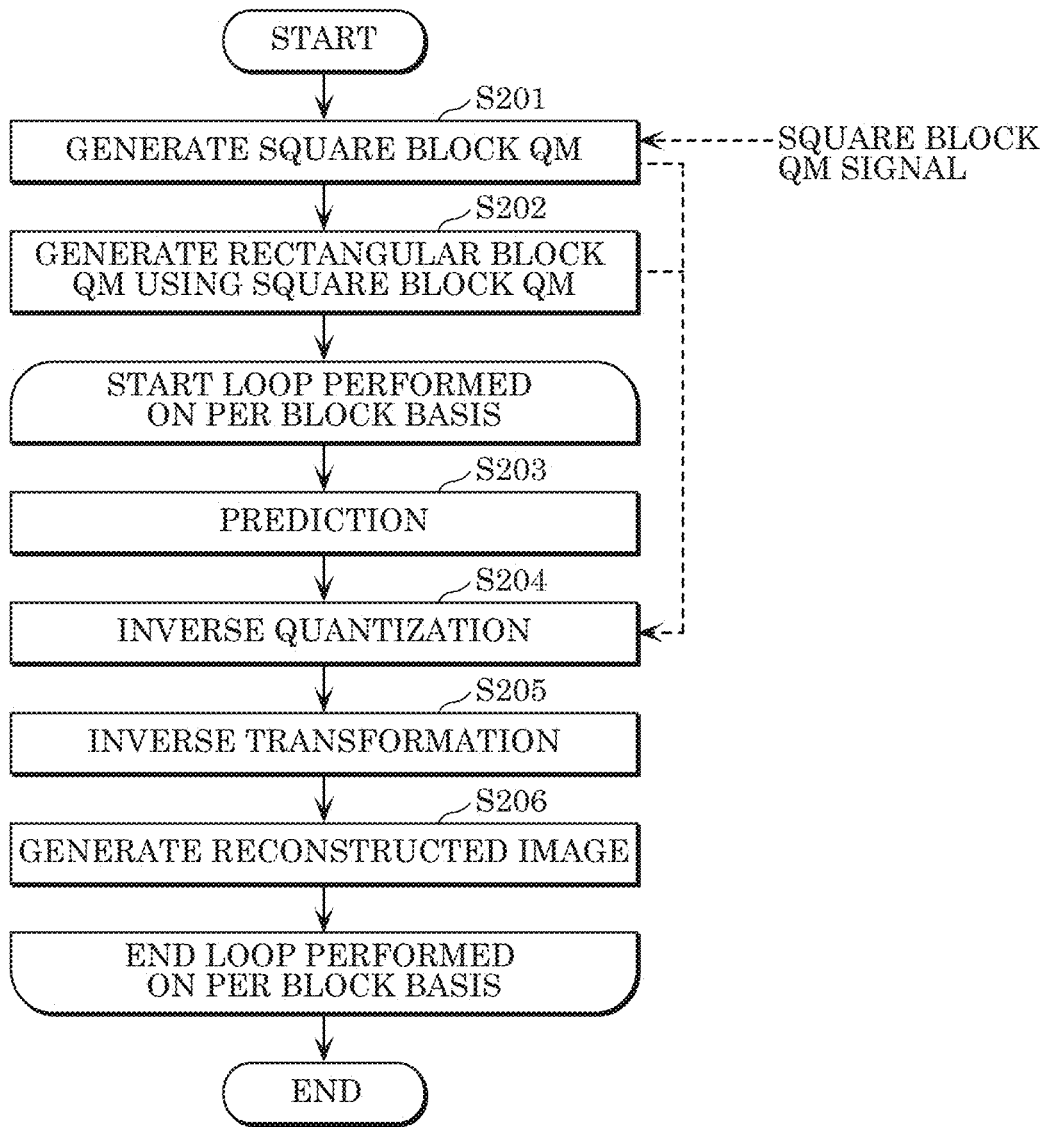 START
S201
GENERATE SQUARE BLOCK QM
SQUARE BLOCK
QM SIGNAL
S202
GENERATE RECTANGULAR BLOCK
QM USING SQUARE BLOCK QM
START LOOP PERFORMED
ON PER BLOCK BASIS
S203
PREDICTION
S204
INVERSE QUANTIZATION
S205
INVERSE TRANSFORMATION
S206
GENERATE RECONSTRUCTED IMAGE
END LOOP PERFORMED
ON PER BLOCK BASIS
END